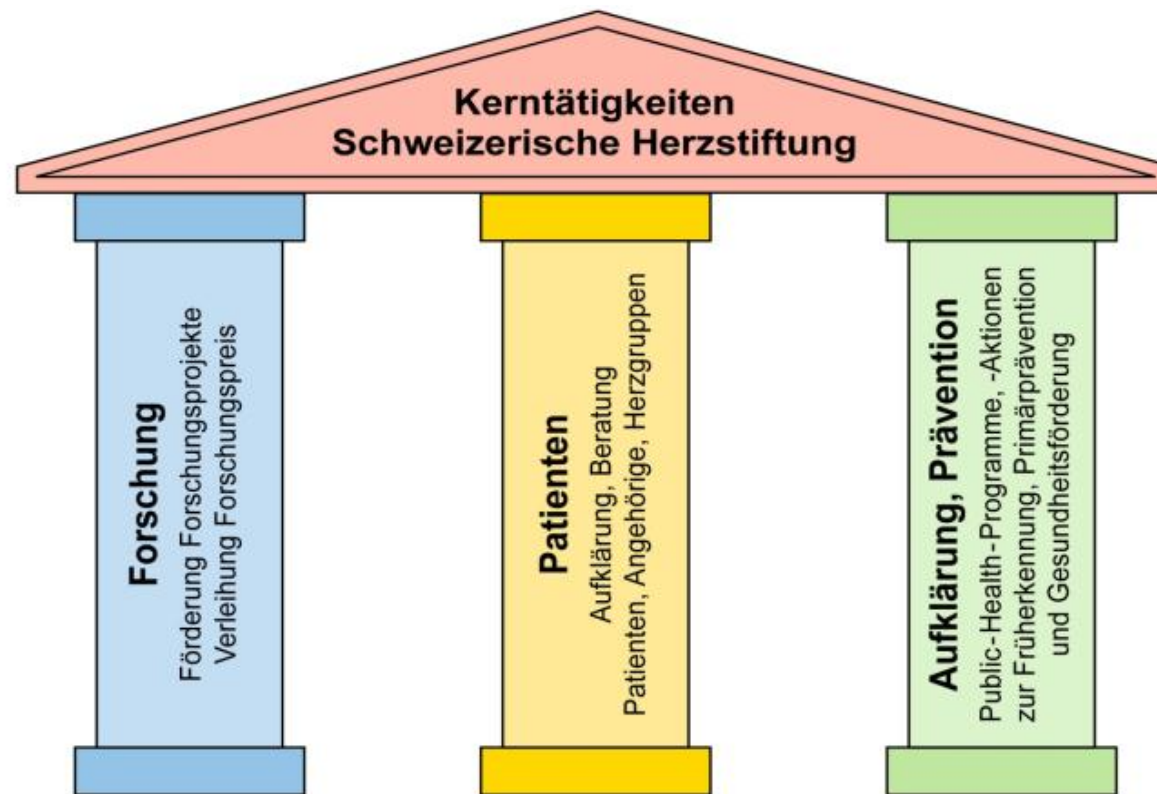 Kerntätigkeiten
Schweizerische Herzstiftung
Forschung
Förderung Forschungsprojekte
Verleihung Forschungspreis
Patienten
Aufklärung, Beratung
Patienten, Angehörige, Herzgruppen
Aufklärung, Prävention
Public-Health-Programme, -Aktionen
zur Früherkennung, Primärprävention
und Gesundheitsförderung